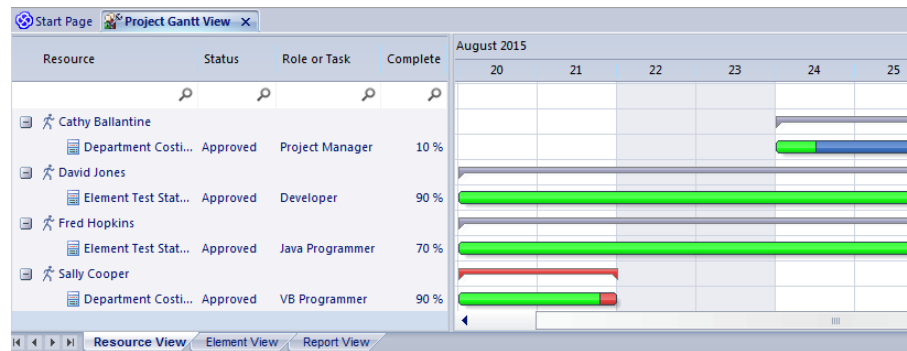 Start Page Project Gantt View x
August 2015
Resource Status Role or Task Complete
20 21 22 23 24 25
Cathy Ballantine
Department Costi... Approved Project Manager 10 %
David Jones
Element Test Stat... Approved Developer 90 %
Fred Hopkins
Element Test Stat... Approved Java Programmer 70 %
Sally Cooper
Department Costi... Approved VB Programmer 90 %
Resource View Element View Report View